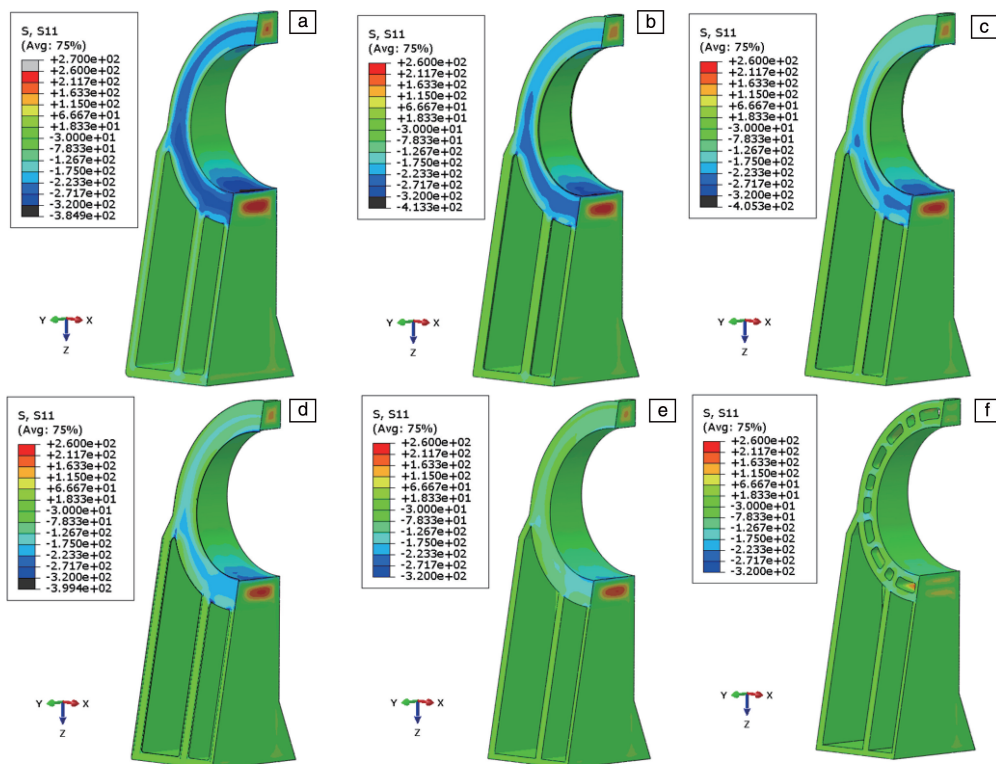 a
S, S11
(Avg: 75%)
+2.700e+02
+2.600e+02
+2.117e+02
+1.633e+02
+1.150e+02
+6.667e+01
+1.833e+01
-3.000e+01
-7.833e+01
-1.267e+02
-1.750e+02
-2.233e+02
-2.717e+02
-3.200e+02
-3.849e+02
Y X
Z
b
S, S11
(Avg: 75%)
+2.600e+02
+2.117e+02
+1.633e+02
+1.150e+02
+6.667e+01
+1.833e+01
-3.000e+01
-7.833e+01
-1.267e+02
-1.750e+02
-2.233e+02
-2.717e+02
-3.200e+02
-4.133e+02
Y X
Z
c
S, S11
(Avg: 75%)
+2.600e+02
+2.117e+02
+1.633e+02
+1.150e+02
+6.667e+01
+1.833e+01
-3.000e+01
-7.833e+01
-1.267e+02
-1.750e+02
-2.233e+02
-2.717e+02
-3.200e+02
-4.053e+02
Y X
Z
d
S, S11
(Avg: 75%)
+2.600e+02
+2.117e+02
+1.633e+02
+1.150e+02
+6.667e+01
+1.833e+01
-3.000e+01
-7.833e+01
-1.267e+02
-1.750e+02
-2.233e+02
-2.717e+02
-3.200e+02
-3.994e+02
Y X
Z
e
S, S11
(Avg: 75%)
+2.600e+02
+2.117e+02
+1.633e+02
+1.150e+02
+6.667e+01
+1.833e+01
-3.000e+01
-7.833e+01
-1.267e+02
-1.750e+02
-2.233e+02
-2.717e+02
-3.200e+02
Y X
Z
f
S, S11
(Avg: 75%)
+2.600e+02
+2.117e+02
+1.633e+02
+1.150e+02
+6.667e+01
+1.833e+01
-3.000e+01
-7.833e+01
-1.267e+02
-1.750e+02
-2.233e+02
-2.717e+02
-3.200e+02
Y X
Z